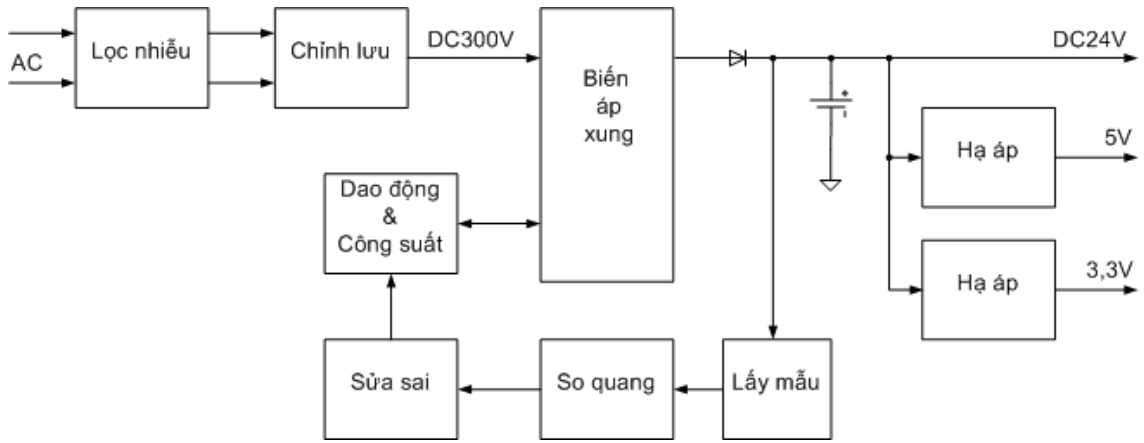 AC
Lọc nhiễu
Chỉnh lưu
DC300V
Biến
áp
xung
DC24V
Hạ áp
5V
Dao động
&
Công suất
Hạ áp
3,3V
Sửa sai
So quang
Lấy mẫu